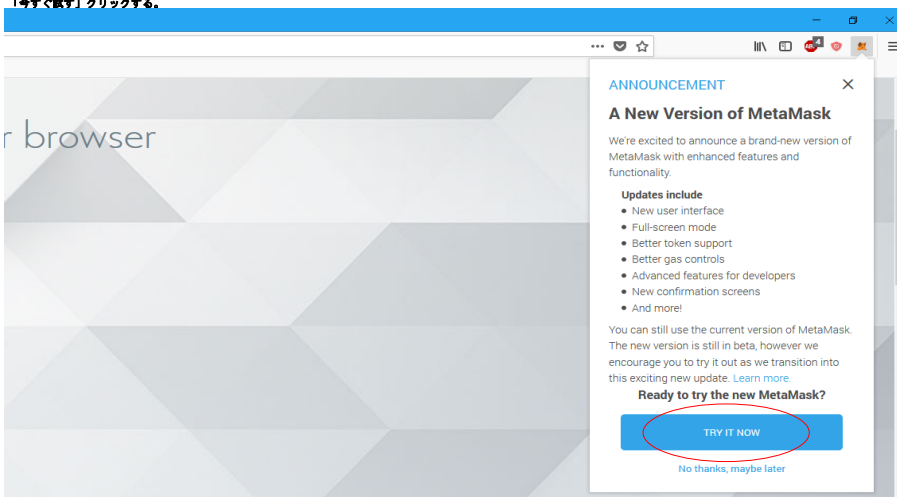 「今すぐ試す」クリックする。
r browser
4
ANNOUNCEMENT
A New Version of MetaMask
We're excited to announce a brand-new version of
MetaMask with enhanced features and
functionality.
Updates include
• New user interface
• Full-screen mode
• Better token support
• Better gas controls
• Advanced features for developers
• New confirmation screens
• And more!
You can still use the current version of MetaMask.
The new version is still in beta, however we
encourage you to try it out as we transition into
this exciting new update. Learn more.
Ready to try the new MetaMask?
TRY IT NOW
No thanks, maybe later